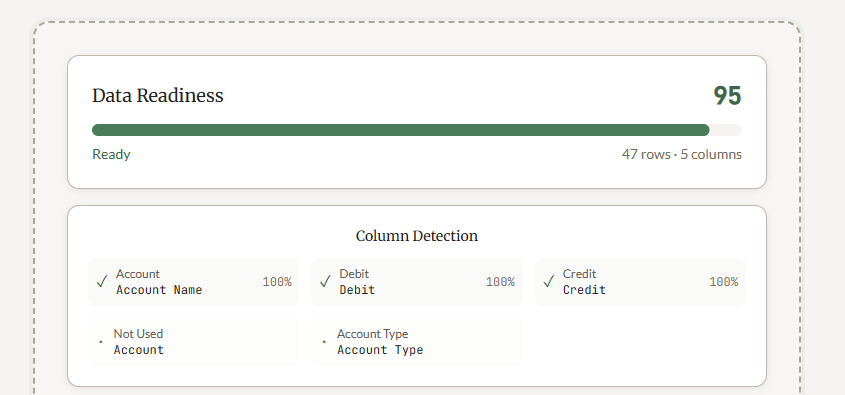 Data Readiness 95
Ready 47 rows · 5 columns
Column Detection
✓ Account 100%
Account Name
✓ Debit 100%
Debit
✓ Credit 100%
Credit
· Not Used
Account
· Account Type
Account Type